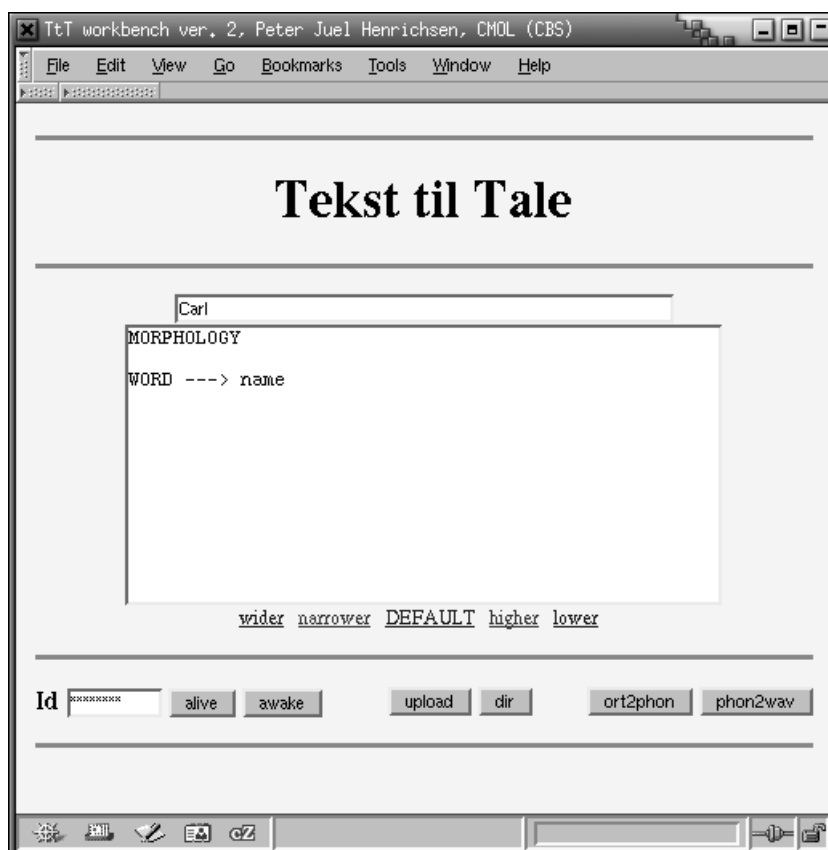 TtT workbench ver. 2, Peter Juel Henrichsen, CMOL (CBS)
File Edit View Go Bookmarks Tools Window Help
Tekst til Tale
Carl
MORPHOLOGY
WORD ---> name
wider narrower DEFAULT higher lower
Id ******** alive awake upload dir ort2phon phon2wav
cZ